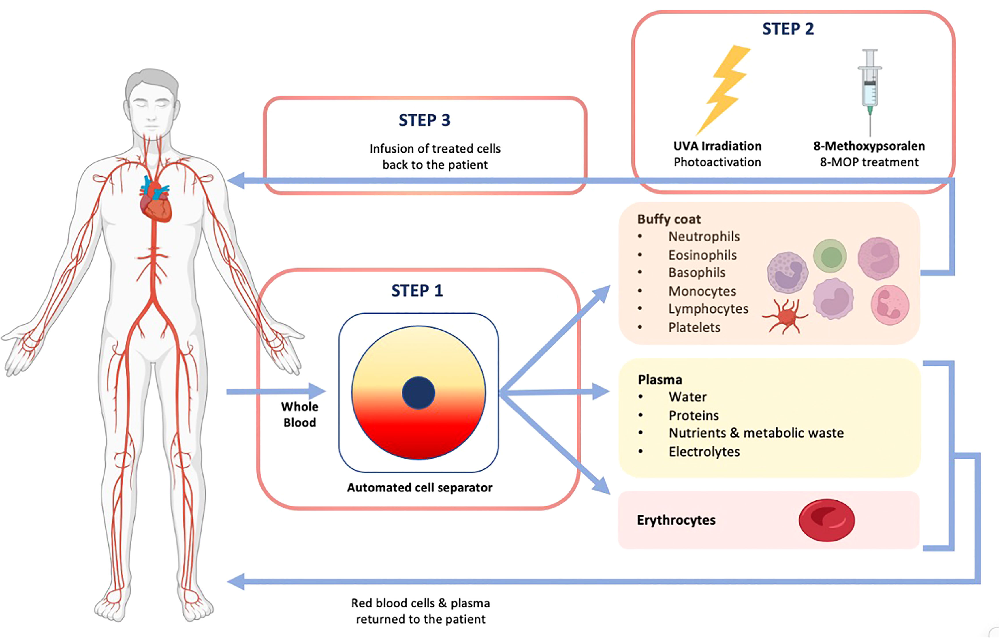 STEP 2
UVA Irradiation
Photoactivation
8-Methoxypsoralen
8-MOP treatment
STEP 3
Infusion of treated cells
back to the patient
Buffy coat
• Neutrophils
• Eosinophils
• Basophils
• Monocytes
• Lymphocytes
• Platelets
STEP 1
Whole
Blood
Automated cell separator
Plasma
• Water
• Proteins
• Nutrients & metabolic waste
• Electrolytes
Erythrocytes
Red blood cells & plasma
returned to the patient